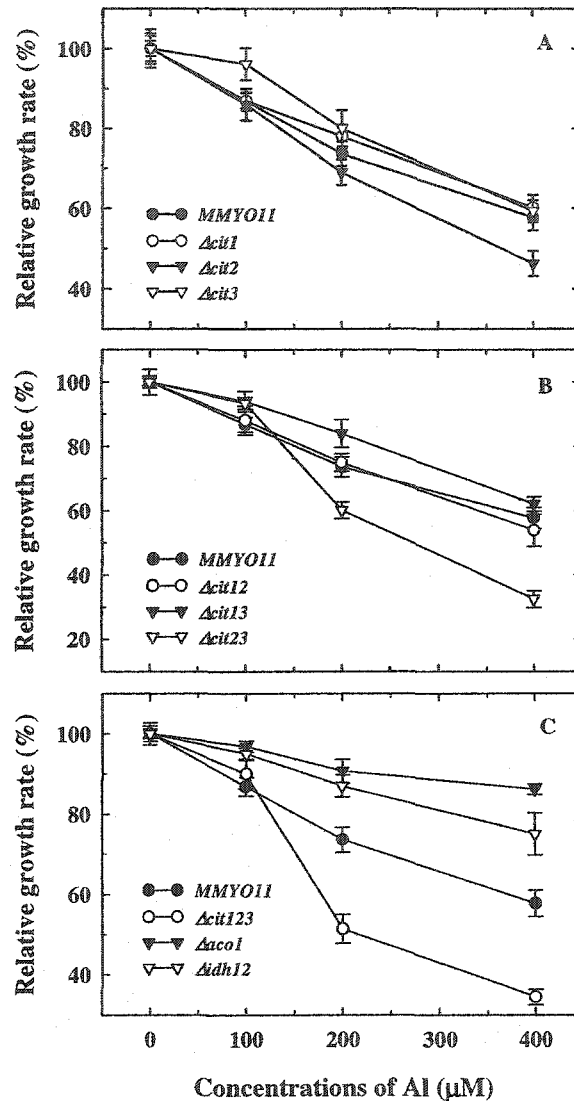 A
Relative growth rate (%)
100
80
60
40
MMYO11
Δcit1
Δcit2
Δcit3
B
Relative growth rate (%)
100
80
60
40
20
MMYO11
Δcit12
Δcit13
Δcit23
C
Relative growth rate (%)
100
80
60
40
MMYO11
Δcit123
Δaco1
Δidh12
0 100 200 300 400
Concentrations of Al (μM)